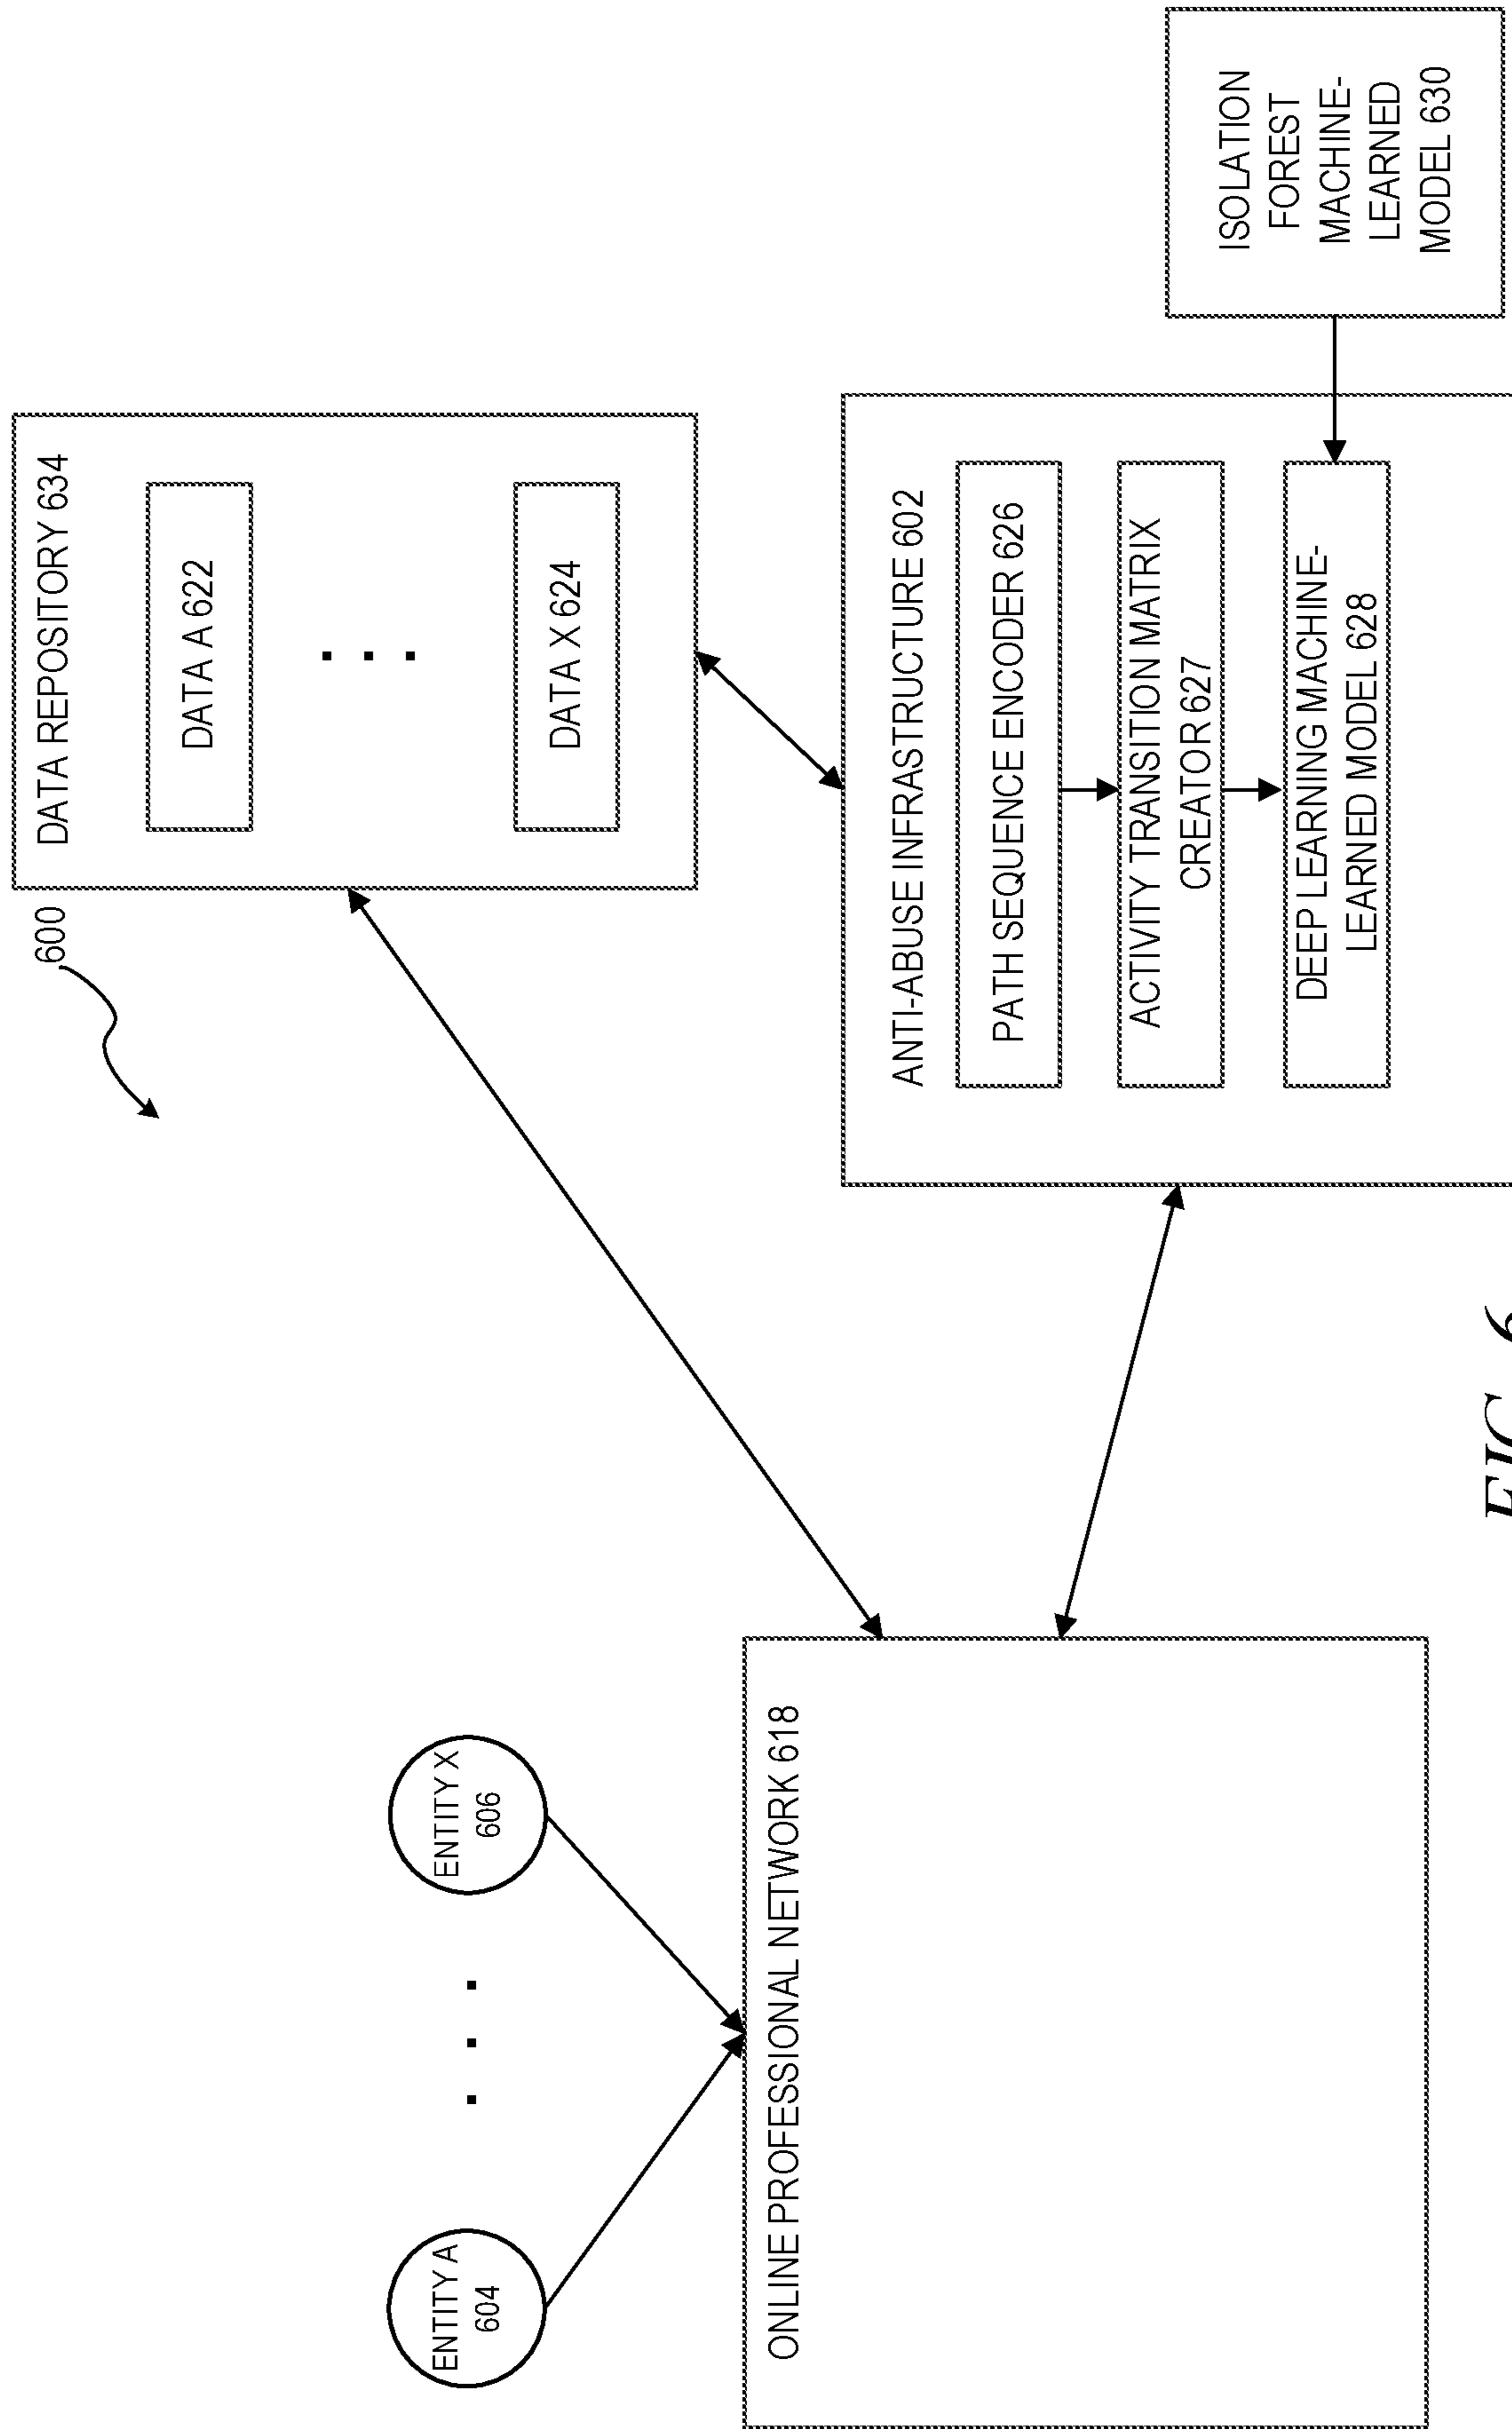 600
ENTITY A
604
ENTITY X
606
ONLINE PROFESSIONAL NETWORK 618
DATA REPOSITORY 634
DATA A 622
DATA X 624
ANTI-ABUSE INFRASTRUCTURE 602
PATH SEQUENCE ENCODER 626
ACTIVITY TRANSITION MATRIX
CREATOR 627
DEEP LEARNING MACHINE-
LEARNED MODEL 628
ISOLATION
FOREST
MACHINE-
LEARNED
MODEL 630
FIG. 6